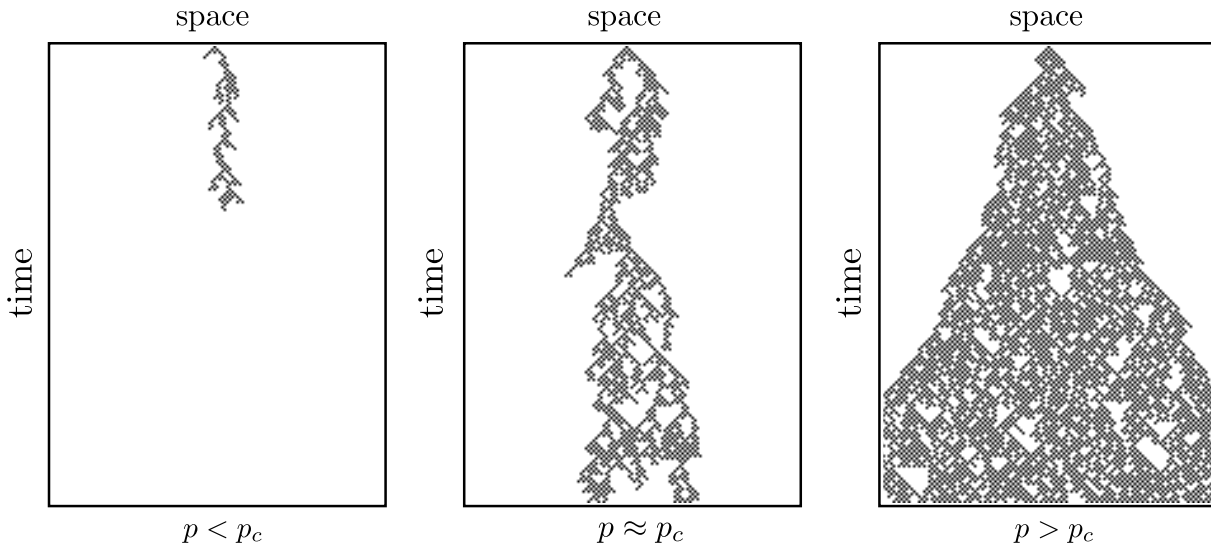 space
space
space
time
time
time
p < p_c
p ≈ p_c
p > p_c